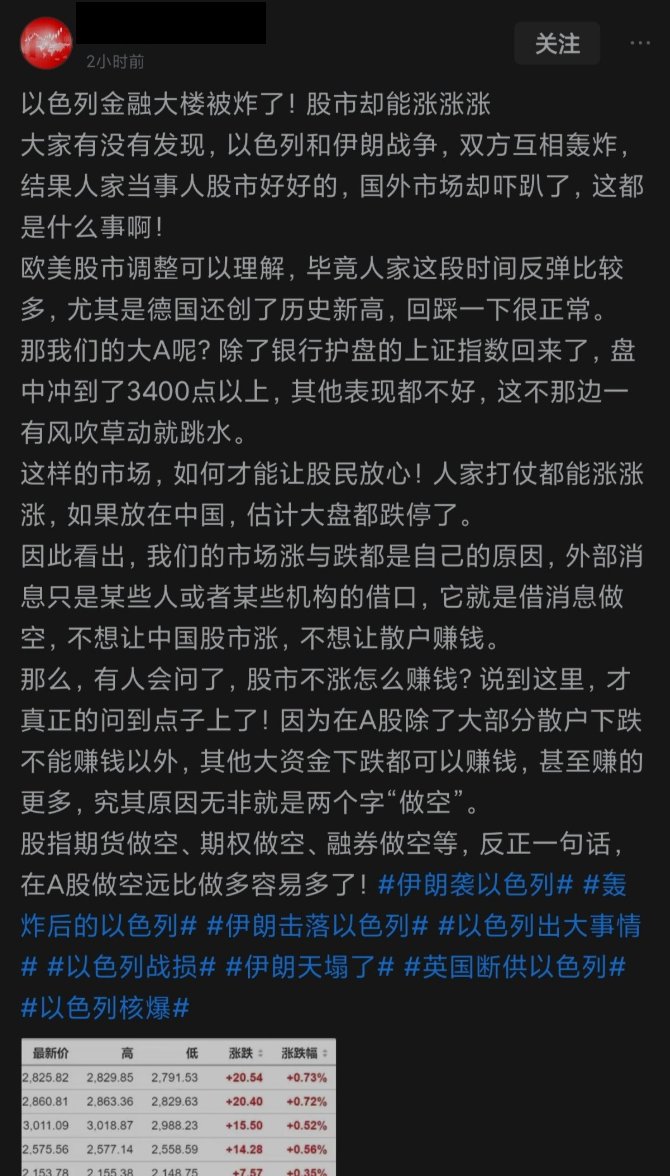 关注
2小时前
以色列金融大楼被炸了！股市却能涨涨涨
大家有没有发现，以色列和伊朗战争，双方互相轰炸，
结果人家当事人股市好好的，国外市场却吓趴了，这都
是什么事啊！
欧美股市调整可以理解，毕竟人家这段时间反弹比较
多，尤其是德国还创了历史新高，回踩一下很正常。
那我们的大A呢？除了银行护盘的上证指数回来了，盘
中冲到了3400点以上，其他表现都不好，这不那边一
有风吹草动就跳水。
这样的市场，如何才能让股民放心！人家打仗都能涨涨
涨，如果放在中国，估计大盘都跌停了。
因此看出，我们的市场涨与跌都是自己的原因，外部消
息只是某些人或者某些机构的借口，它就是借消息做
空，不想让中国股市涨，不想让散户赚钱。
那么，有人会问了，股市不涨怎么赚钱？说到这里，才
真正的问到点子上了！因为在A股除了大部分散户下跌
不能赚钱以外，其他大资金下跌都可以赚钱，甚至赚的
更多，究其原因无非就是两个字“做空”。
股指期货做空、期权做空、融券做空等，反正一句话，
在A股做空远比做多容易多了！#伊朗袭以色列# #轰
炸后的以色列# #伊朗击落以色列# #以色列出大事情
# #以色列战损# #伊朗天塌了# #英国断供以色列#
#以色列核爆#
最新价 高 低 涨跌 涨跌幅
2,825.82 2,829.85 2,791.53 +20.54 +0.73%
2,860.81 2,863.36 2,829.63 +20.40 +0.72%
3,011.09 3,018.87 2,988.23 +15.50 +0.52%
2,575.56 2,577.14 2,558.59 +14.28 +0.56%
2,153.78 2,155.38 2,148.75 +7.57 +0.35%